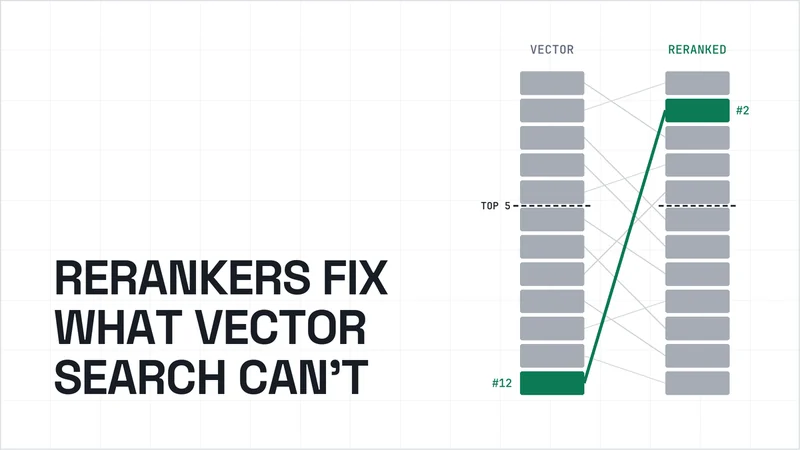 VECTOR
RERANKED
#2
TOP 5
RERANKERS FIX
WHAT VECTOR
SEARCH CAN’T
#12